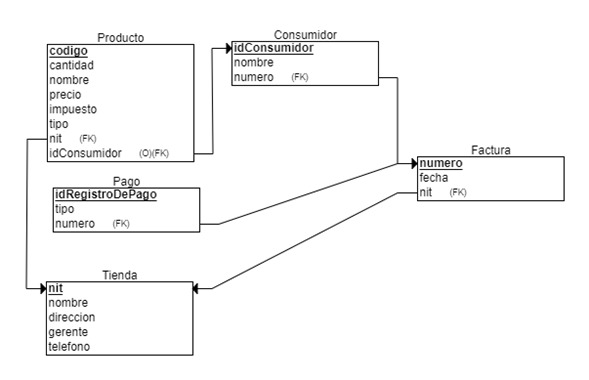 Producto
codigo
cantidad
nombre
precio
impuesto
tipo
nit (FK)
idConsumidor (O)(FK)
Consumidor
idConsumidor
nombre
numero (FK)
Factura
numero
fecha
nit (FK)
Pago
idRegistroDePago
tipo
numero (FK)
Tienda
nit
nombre
direccion
gerente
telefono